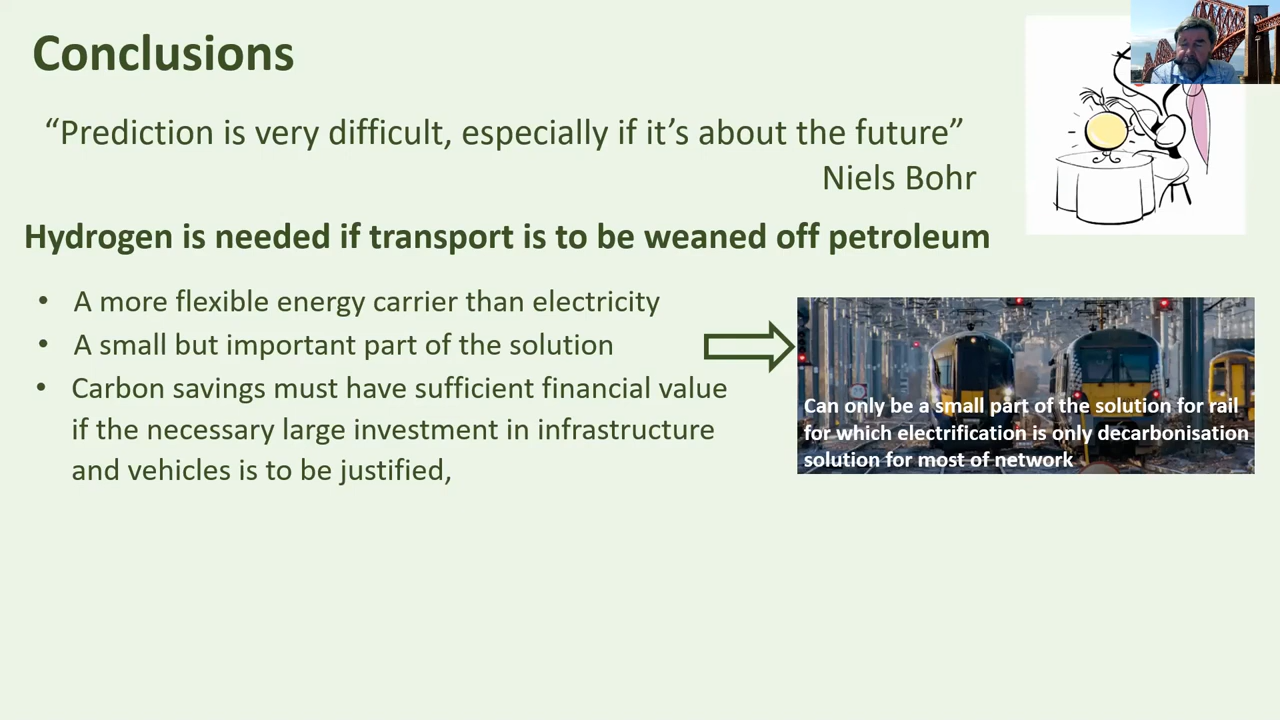 Conclusions
“Prediction is very difficult, especially if it’s about the future”
Niels Bohr
Hydrogen is needed if transport is to be weaned off petroleum
• A more flexible energy carrier than electricity
• A small but important part of the solution
• Carbon savings must have sufficient financial value
if the necessary large investment in infrastructure
and vehicles is to be justified,
Can only be a small part of the solution for rail
for which electrification is only decarbonisation
solution for most of network